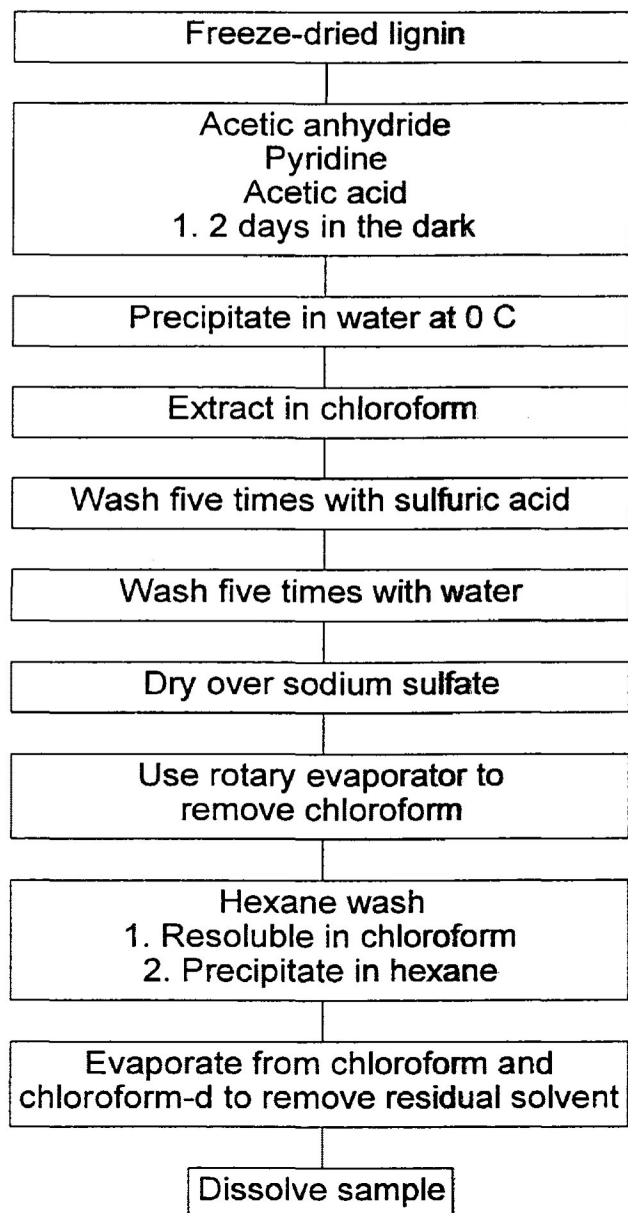 Freeze-dried lignin
Acetic anhydride
Pyridine
Acetic acid
1. 2 days in the dark
Precipitate in water at 0 C
Extract in chloroform
Wash five times with sulfuric acid
Wash five times with water
Dry over sodium sulfate
Use rotary evaporator to
remove chloroform
Hexane wash
1. Resoluble in chloroform
2. Precipitate in hexane
Evaporate from chloroform and
chloroform-d to remove residual solvent
Dissolve sample